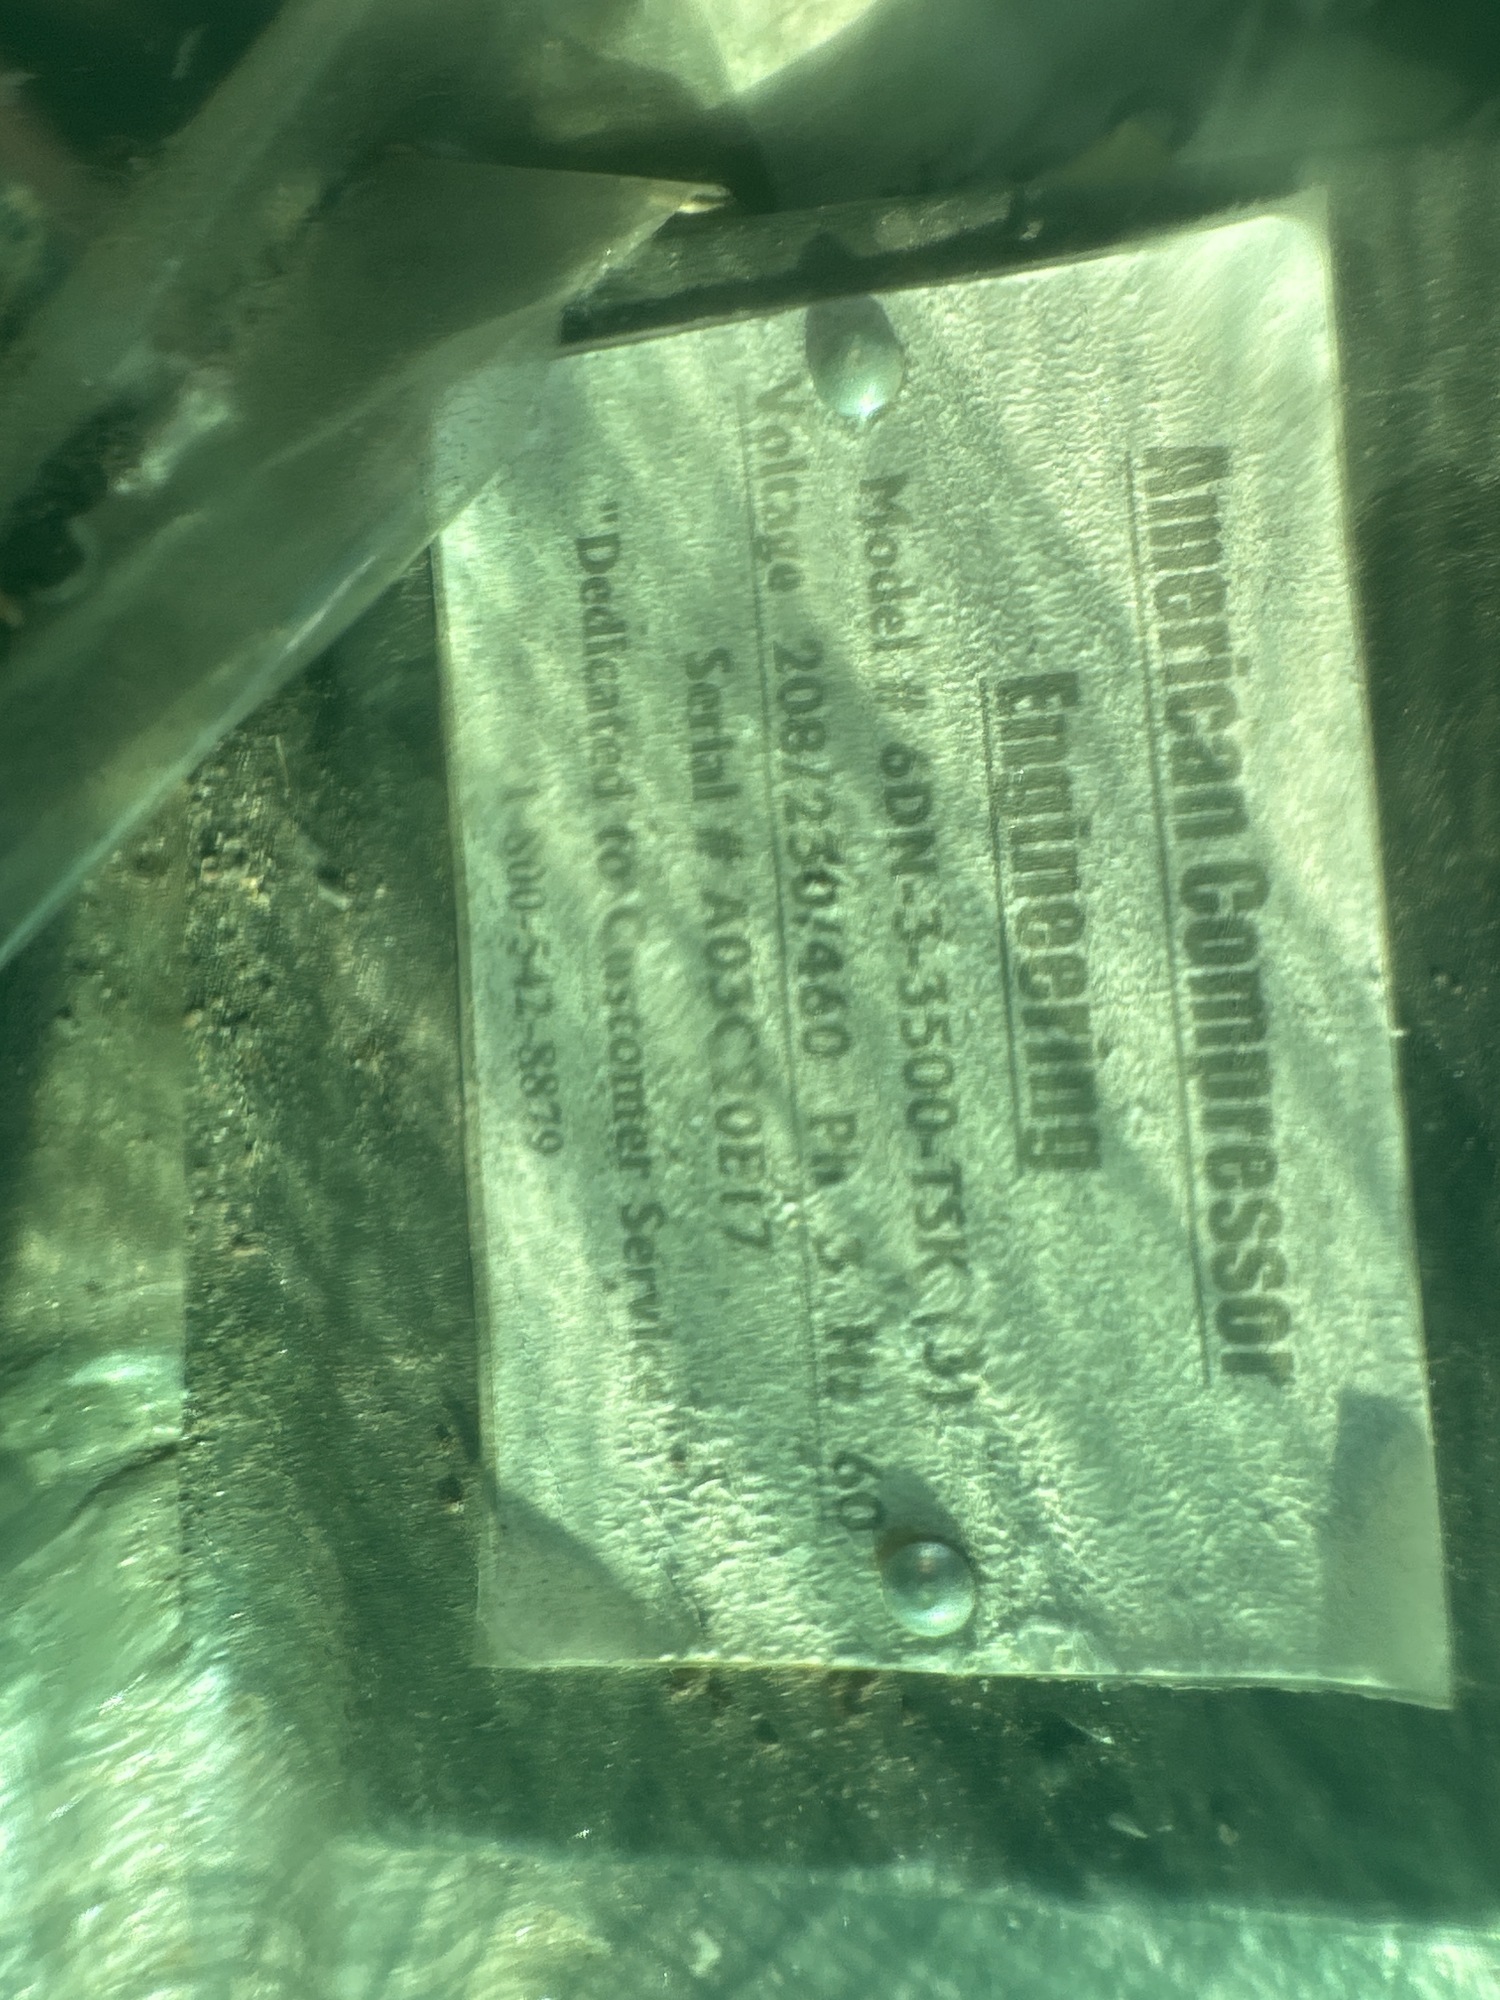 American Compressor
Engineering
Model # 6DN-3-3500-TSK (3)
Voltage 208/230/460 Ph 3 Hz 60
Serial # A03C20E17
"Dedicated to Customer Service
1 800-542-8879